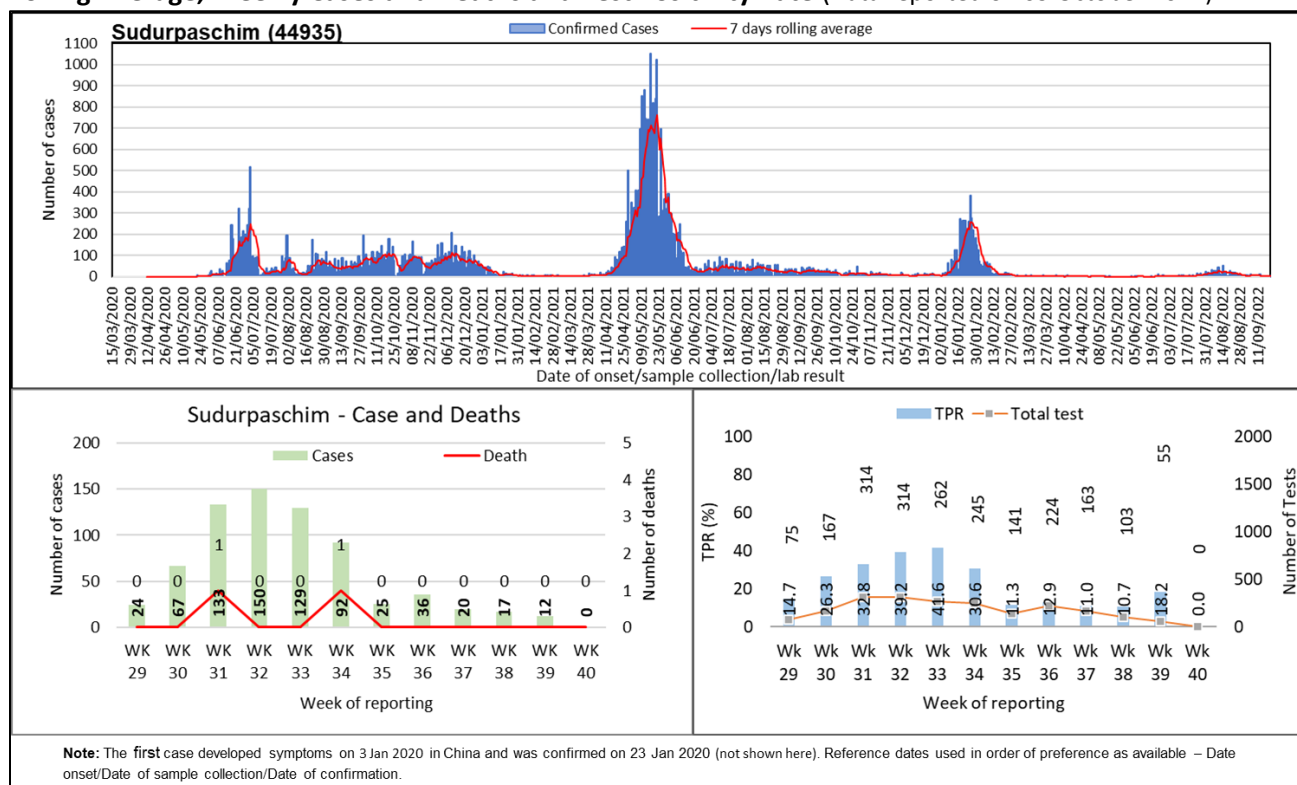 Sudurpaschim (44935)
Confirmed Cases 7 days rolling average
Number of cases
1100
1000
900
800
700
600
500
400
300
200
100
0
15/03/2020 29/03/2020 12/04/2020 26/04/2020 10/05/2020 24/05/2020 07/06/2020 21/06/2020 05/07/2020 19/07/2020 02/08/2020 16/08/2020 30/08/2020 13/09/2020 27/09/2020 11/10/2020 25/10/2020 08/11/2020 22/11/2020 06/12/2020 20/12/2020 03/01/2021 17/01/2021 31/01/2021 14/02/2021 28/02/2021 14/03/2021 28/03/2021 11/04/2021 25/04/2021 09/05/2021 23/05/2021 06/06/2021 20/06/2021 04/07/2021 18/07/2021 01/08/2021 15/08/2021 29/08/2021 12/09/2021 26/09/2021 10/10/2021 24/10/2021 07/11/2021 21/11/2021 05/12/2021 19/12/2021 02/01/2022 16/01/2022 30/01/2022 13/02/2022 27/02/2022 13/03/2022 27/03/2022 10/04/2022 24/04/2022 08/05/2022 22/05/2022 05/06/2022 19/06/2022 03/07/2022 17/07/2022 31/07/2022 14/08/2022 28/08/2022 11/09/2022
Date of onset/sample collection/lab result
Sudurpaschim - Case and Deaths
Cases Death
Number of cases
200
150
100
50
0
Number of deaths
5
4
3
2
1
0
0 0 1 0 0 1 0 0 0 0 0 0
24 67 133 150 129 92 25 36 20 17 12 0
WK WK WK WK WK WK WK WK WK WK WK WK
29 30 31 32 33 34 35 36 37 38 39 40
Week of reporting
TPR Total test
TPR (%)
100
80
60
40
20
0
Number of Tests
2000
1500
1000
500
0
75 167 314 314 262 245 141 224 163 103 55 0
14.7 26.3 32.8 39.2 41.6 30.6 11.3 12.9 11.0 10.7 18.2 0.0
Wk Wk Wk Wk Wk Wk Wk Wk Wk Wk Wk Wk
29 30 31 32 33 34 35 36 37 38 39 40
Week of reporting
Note: The first case developed symptoms on 3 Jan 2020 in China and was confirmed on 23 Jan 2020 (not shown here). Reference dates used in order of preference as available – Date
onset/Date of sample collection/Date of confirmation.